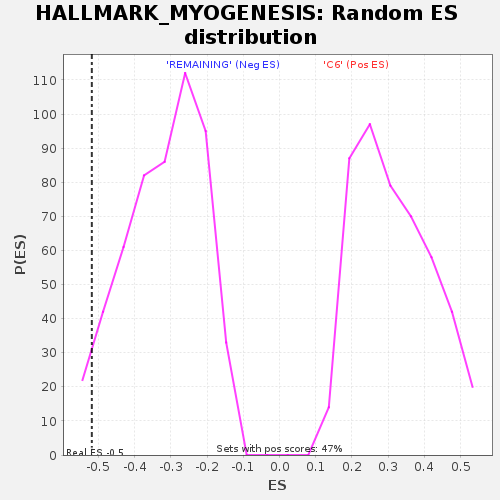 HALLMARK_MYOGENESIS: Random ES
distribution
'REMAINING' (Neg ES)
'C6' (Pos ES)
P(ES)
110
100
90
80
70
60
50
40
30
20
10
0
Real ES -0.5
Sets with pos scores: 47%
-0.5 -0.4 -0.3 -0.2 -0.1 0.0 0.1 0.2 0.3 0.4 0.5
ES